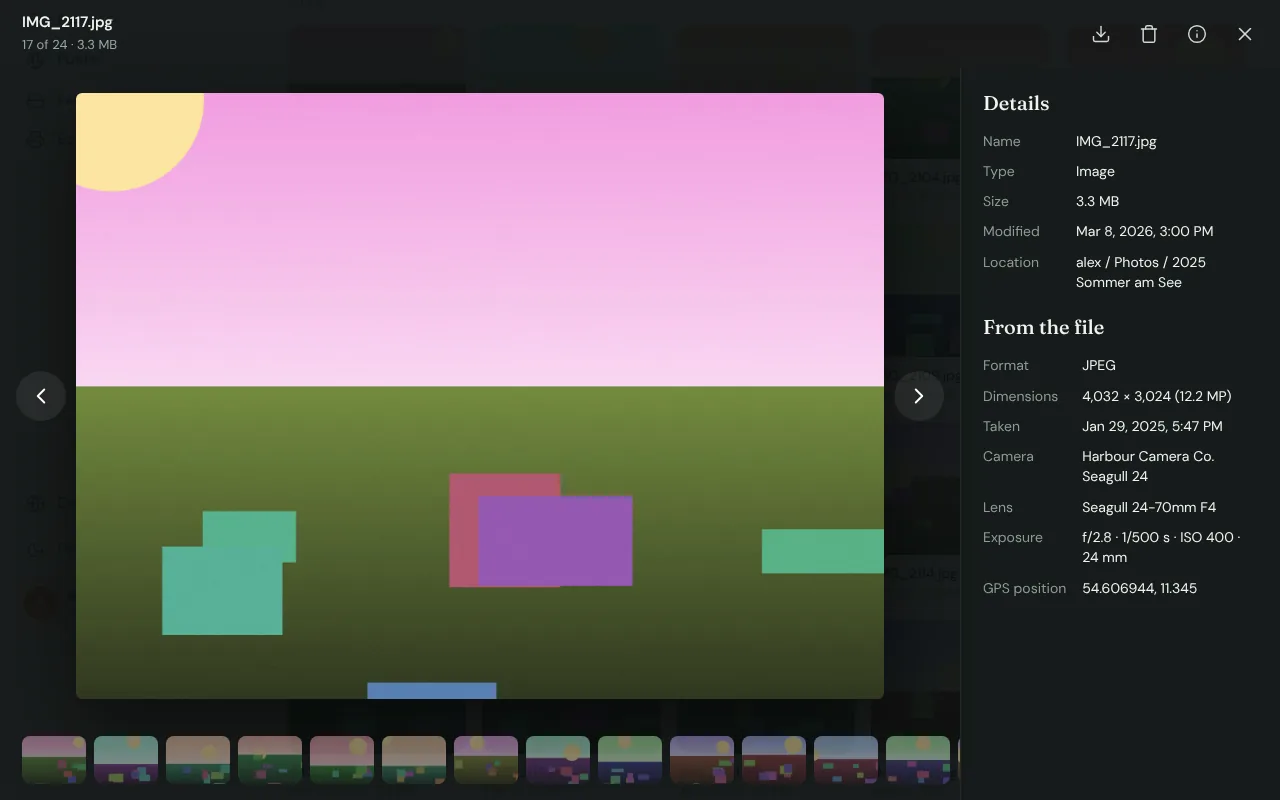 IMG_2117.jpg
17 of 24 · 3.3 MB
Details
Name IMG_2117.jpg
Type Image
Size 3.3 MB
Modified Mar 8, 2026, 3:00 PM
Location alex / Photos / 2025
Sommer am See
From the file
Format JPEG
Dimensions 4,032 × 3,024 (12.2 MP)
Taken Jan 29, 2025, 5:47 PM
Camera Harbour Camera Co.
Seagull 24
Lens Seagull 24-70mm F4
Exposure f/2.8 · 1/500 s · ISO 400 ·
24 mm
GPS position 54.606944, 11.345